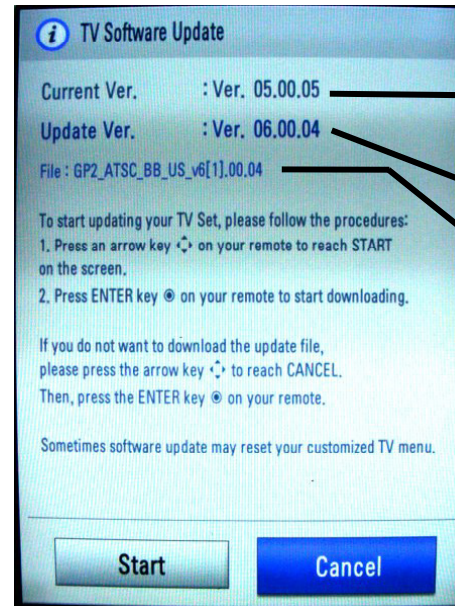 i TV Software Update
Current Ver. : Ver. 05.00.05
Update Ver. : Ver. 06.00.04
File : GP2_ATSC_BB_US_v6[1].00.04
To start updating your TV Set, please follow the procedures:
1. Press an arrow key on your remote to reach START
on the screen.
2. Press ENTER key on your remote to start downloading.
If you do not want to download the update file,
please press the arrow key to reach CANCEL.
Then, press the ENTER key on your remote.
Sometimes software update may reset your customized TV menu.
Start
Cancel